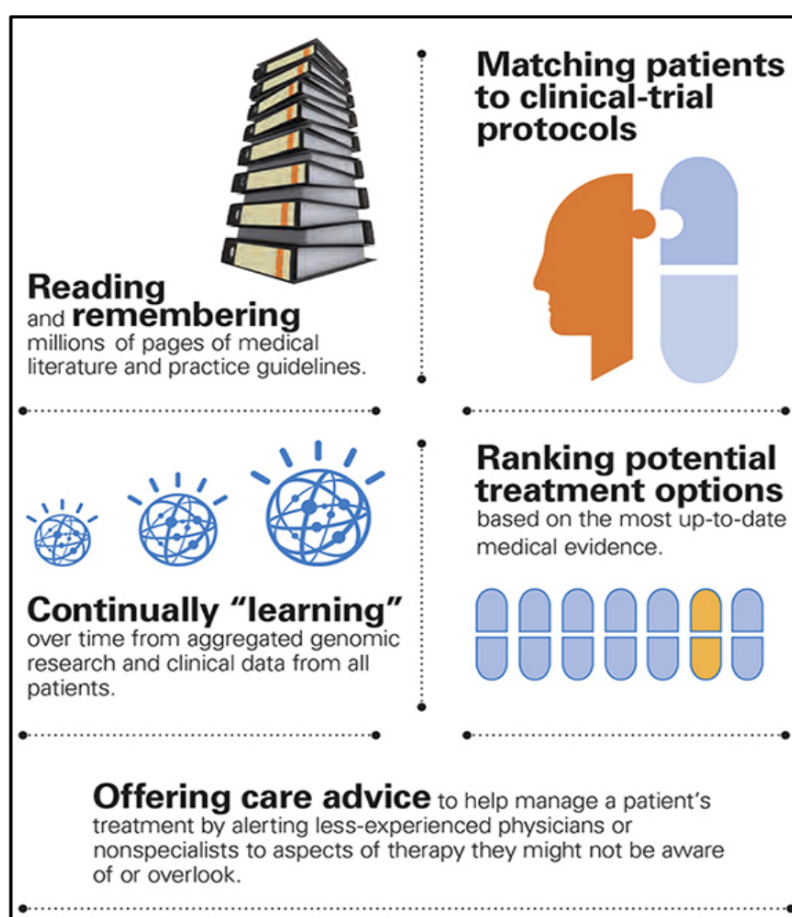 Reading
and remembering
millions of pages of medical
literature and practice guidelines.
Matching patients
to clinical-trial
protocols
Continually “learning”
over time from aggregated genomic
research and clinical data from all
patients.
Ranking potential
treatment options
based on the most up-to-date
medical evidence.
Offering care advice to help manage a patient’s
treatment by alerting less-experienced physicians or
nonspecialists to aspects of therapy they might not be aware
of or overlook.